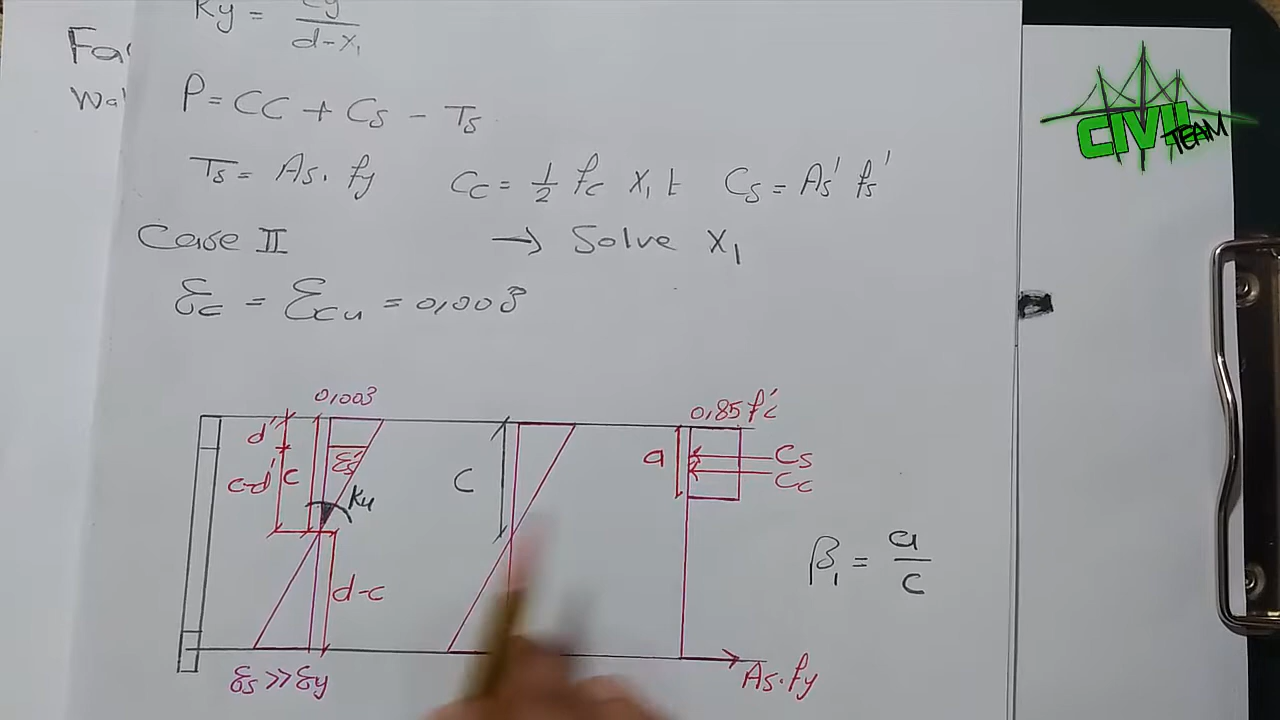 Ky = εy / d-x₁
Wal
P = CC + Cs - Ts
Ts = As. fy Cc = 1/2 fc x₁ t Cs = As' fs'
Case II → Solve x₁
εc = εcu = 0,003
0,003
0,85 f'c
d'
εs'
a
Cs
Cc
c-d'
c
Ku
C
β₁ = a / c
d-c
εs >> εy
As.fy
CIVIL
TEAM